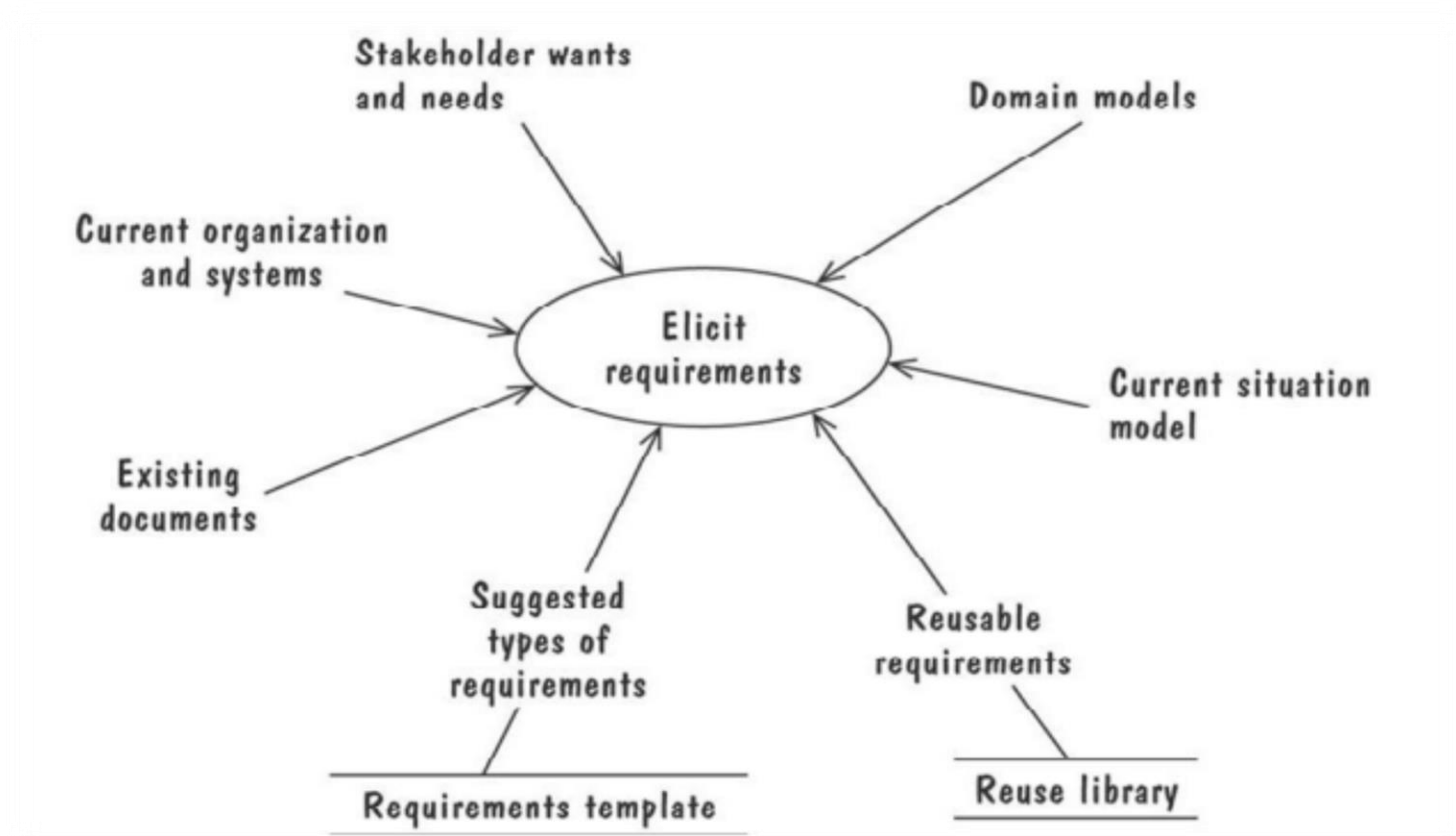 Stakeholder wants
and needs
Domain models
Current organization
and systems
Elicit
requirements
Current situation
model
Existing
documents
Suggested
types of
requirements
Reusable
requirements
Requirements template
Reuse library